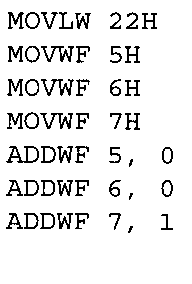 MOVLW 22H
MOVWF 5H
MOVWF 6H
MOVWF 7H
ADDWF 5, 0
ADDWF 6, 0
ADDWF 7, 1